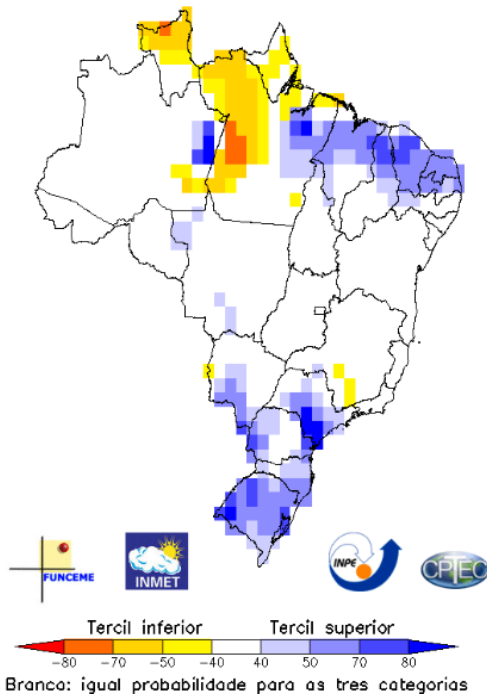 FUNCEME
INMET
INPE
CPTEC
Tercil inferior Tercil superior
-80 -70 -50 -40 40 50 70 80
Branco: igual probabilidade para as tres categorias